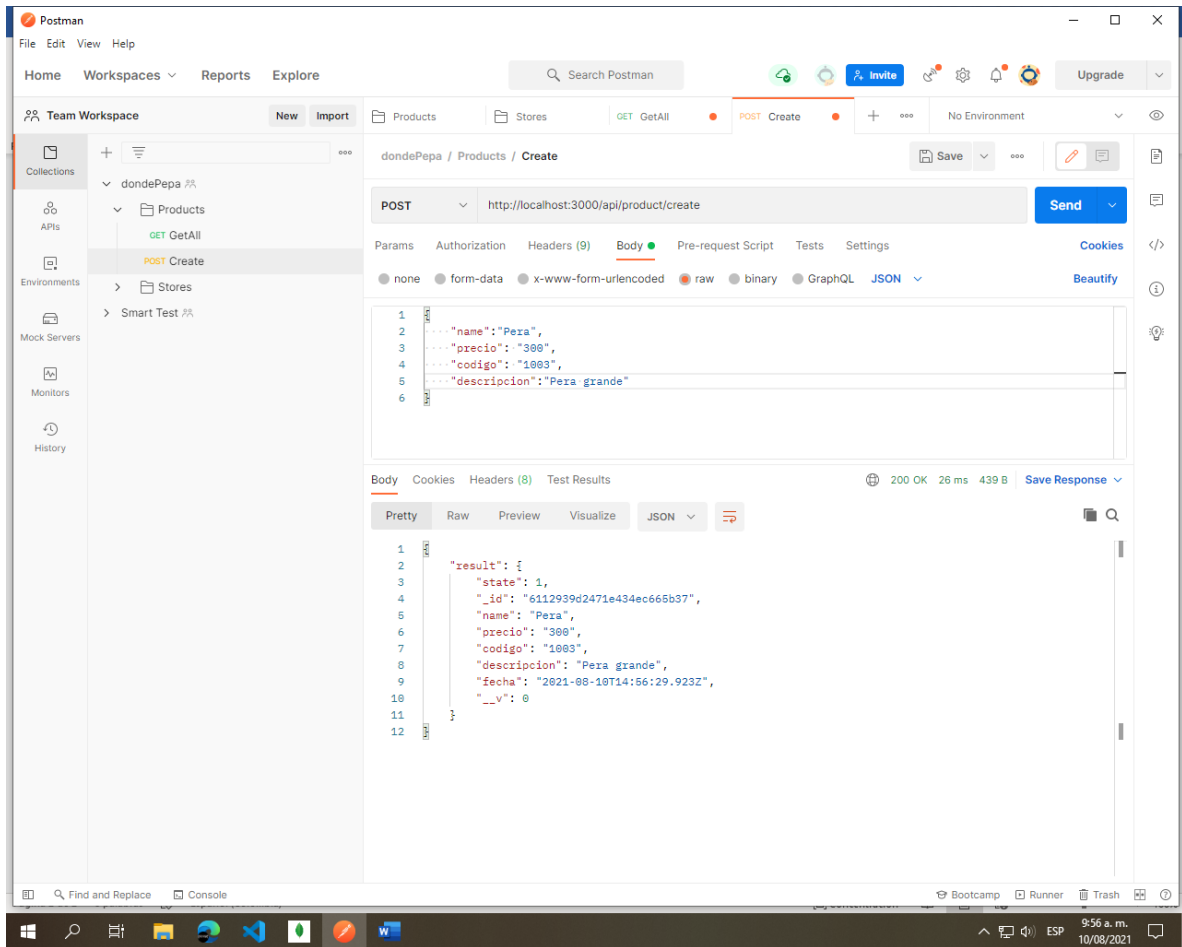 Postman
File Edit View Help
Home Workspaces Reports Explore Search Postman Invite Upgrade
Team Workspace New Import Products Stores GET GetAll POST Create No Environment
Collections
APIs
Environments
Mock Servers
Monitors
History
dondePepa
Products
GET GetAll
POST Create
Stores
Smart Test
dondePepa / Products / Create Save
POST http://localhost:3000/api/product/create Send
Params Authorization Headers (9) Body Pre-request Script Tests Settings Cookies
none form-data x-www-form-urlencoded raw binary GraphQL JSON Beautify
1 {
2 "name":"Pera",
3 "precio": "300",
4 "codigo": "1003",
5 "descripcion":"Pera grande"
6 }
Body Cookies Headers (8) Test Results 200 OK 26 ms 439 B Save Response
Pretty Raw Preview Visualize JSON
1 {
2 "result": {
3 "state": 1,
4 "_id": "6112939d2471e434ec665b37",
5 "name": "Pera",
6 "precio": "300",
7 "codigo": "1003",
8 "descripcion": "Pera grande",
9 "fecha": "2021-08-10T14:56:29.923Z",
10 "__v": 0
11 }
12 }
Find and Replace Console Bootcamp Runner Trash
ESP 9:56 a. m.
10/08/2021